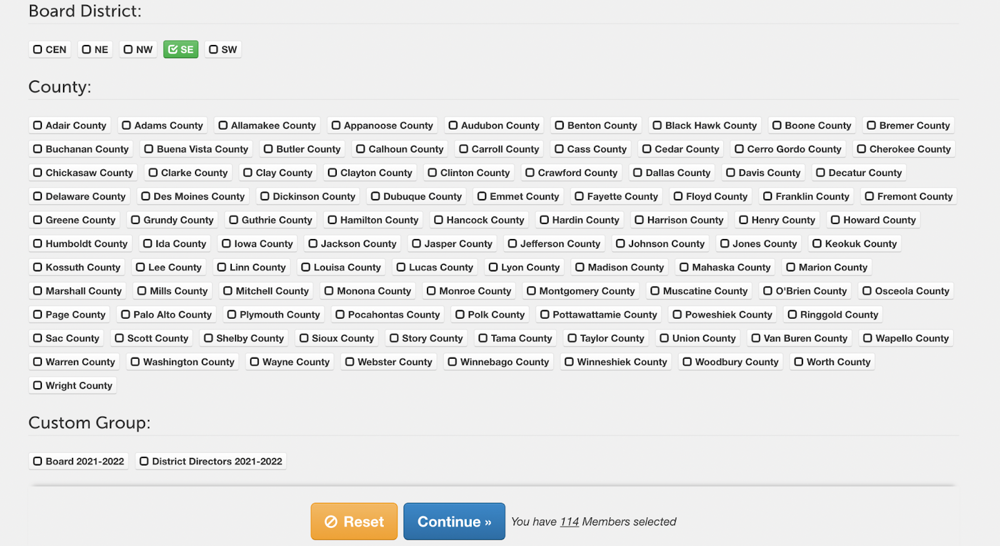 Board District:
CEN NE NW SE SW
County:
Adair County Adams County Allamakee County Appanoose County Audubon County Benton County Black Hawk County Boone County Bremer County
Buchanan County Buena Vista County Butler County Calhoun County Carroll County Cass County Cedar County Cerro Gordo County Cherokee County
Chickasaw County Clarke County Clay County Clayton County Clinton County Crawford County Dallas County Davis County Decatur County
Delaware County Des Moines County Dickinson County Dubuque County Emmet County Fayette County Floyd County Franklin County Fremont County
Greene County Grundy County Guthrie County Hamilton County Hancock County Hardin County Harrison County Henry County Howard County
Humboldt County Ida County Iowa County Jackson County Jasper County Jefferson County Johnson County Jones County Keokuk County
Kossuth County Lee County Linn County Louisa County Lucas County Lyon County Madison County Mahaska County Marion County
Marshall County Mills County Mitchell County Monona County Monroe County Montgomery County Muscatine County O'Brien County Osceola County
Page County Palo Alto County Plymouth County Pocahontas County Polk County Pottawattamie County Poweshiek County Ringgold County
Sac County Scott County Shelby County Sioux County Story County Tama County Taylor County Union County Van Buren County Wapello County
Warren County Washington County Wayne County Webster County Winnebago County Winneshiek County Woodbury County Worth County
Wright County
Custom Group:
Board 2021-2022 District Directors 2021-2022
Reset Continue » You have 114 Members selected